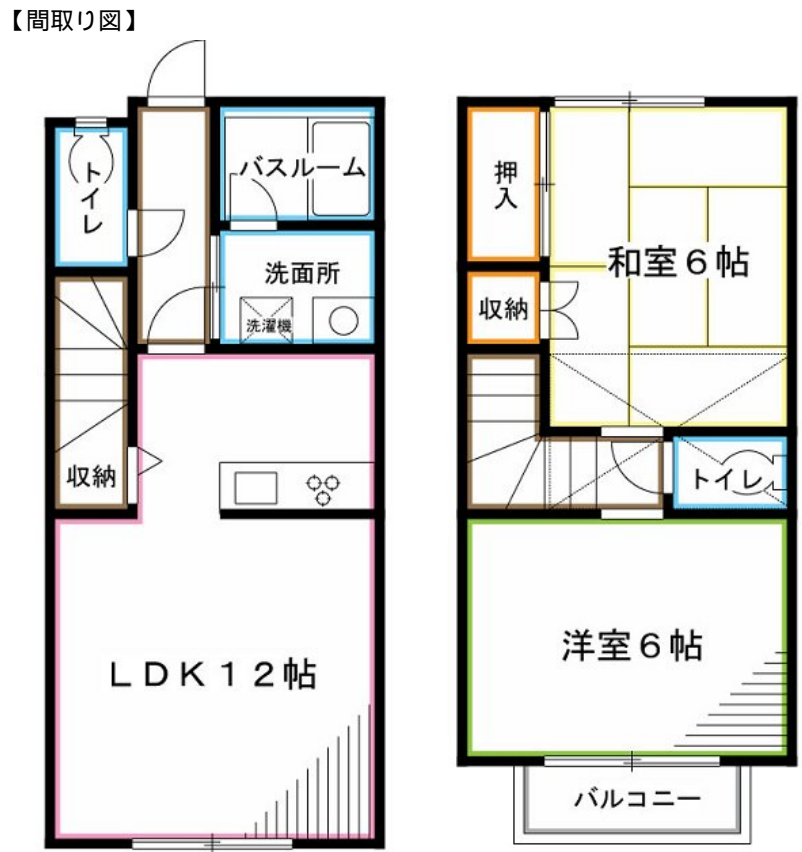 【間取り図】
トイレ
バスルーム
洗面所
洗濯機
収納
LDK12帖
押入
和室6帖
収納
トイレ
洋室6帖
バルコニー